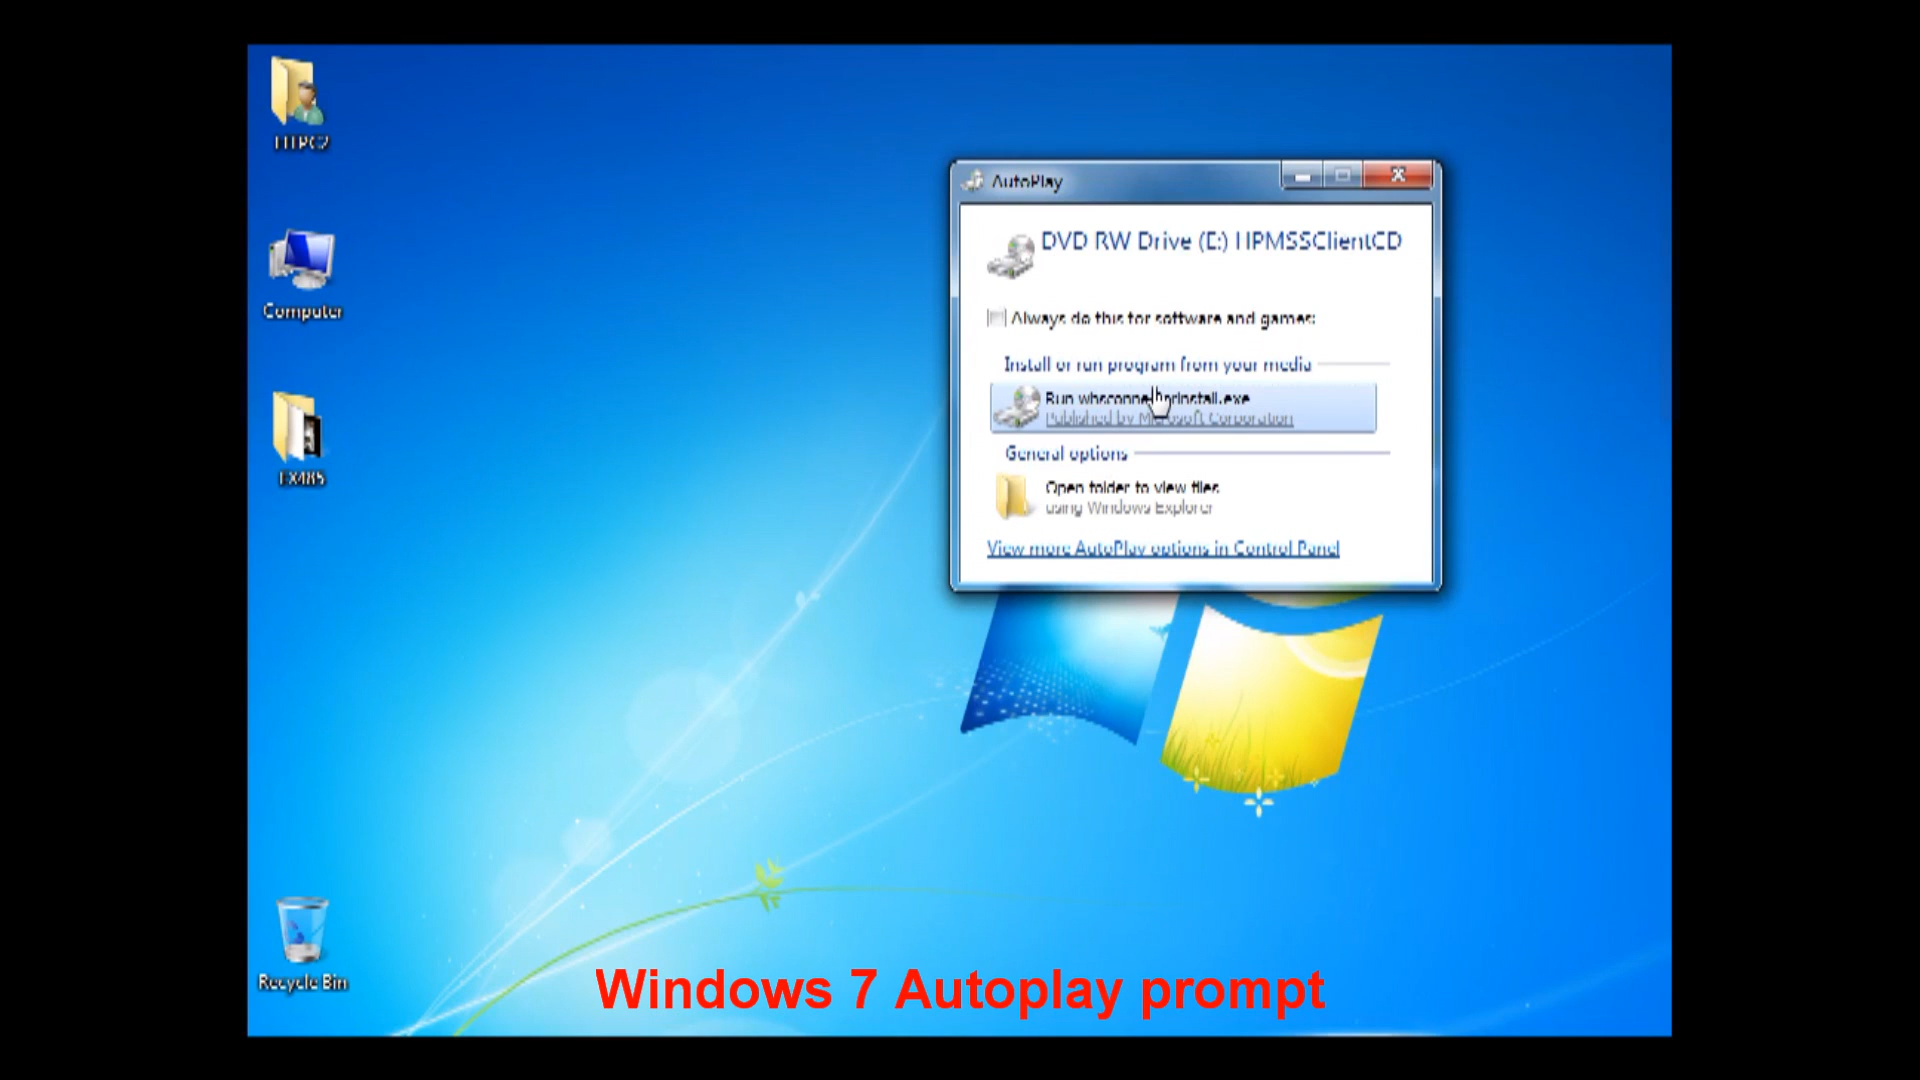 HTPC2
Computer
EX485
Recycle Bin
AutoPlay
DVD RW Drive (E:) HPMSSClientCD
Always do this for software and games:
Install or run program from your media
Run whsconnectorinstall.exe
Published by Microsoft Corporation
General options
Open folder to view files
using Windows Explorer
View more AutoPlay options in Control Panel
Windows 7 Autoplay prompt